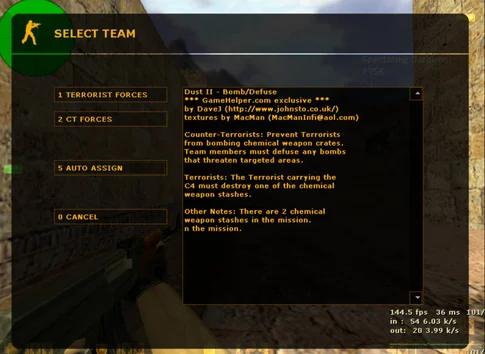 SELECT TEAM
Spectating
1 TERRORIST FORCES
2 CT FORCES
5 AUTO ASSIGN
0 CANCEL
Dust II - Bomb/Defuse
*** GameHelper.com exclusive ***
by DaveJ (http://www.johnsto.co.uk/)
textures by MacMan (MacManInfi@aol.com)
Counter-Terrorists: Prevent Terrorists
from bombing chemical weapon crates.
Team members must defuse any bombs
that threaten targeted areas.
Terrorists: The Terrorist carrying the
C4 must destroy one of the chemical
weapon stashes.
Other Notes: There are 2 chemical
weapon stashes in the mission.
n the mission.
144.5 fps 36 ms 101/
in : 54 6.03 k/s
out: 20 3.99 k/s